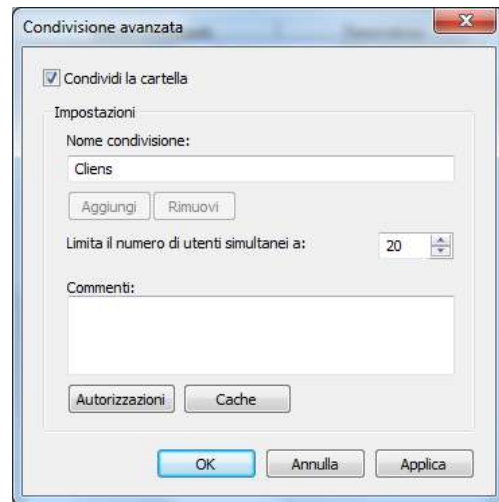 Condivisione avanzata
Condividi la cartella
Impostazioni
Nome condivisione:
Cliens
Aggiungi Rimuovi
Limita il numero di utenti simultanei a: 20
Commenti:
Autorizzazioni Cache
OK Annulla Applica